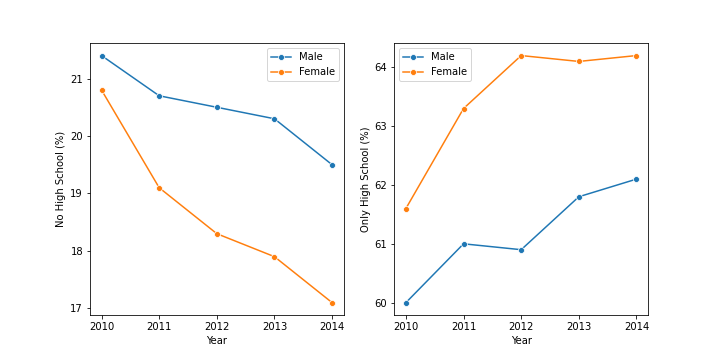 No High School (%)
21
20
19
18
17
Male
Female
2010 2011 2012 2013 2014
Year
Only High School (%)
64
63
62
61
60
Male
Female
2010 2011 2012 2013 2014
Year